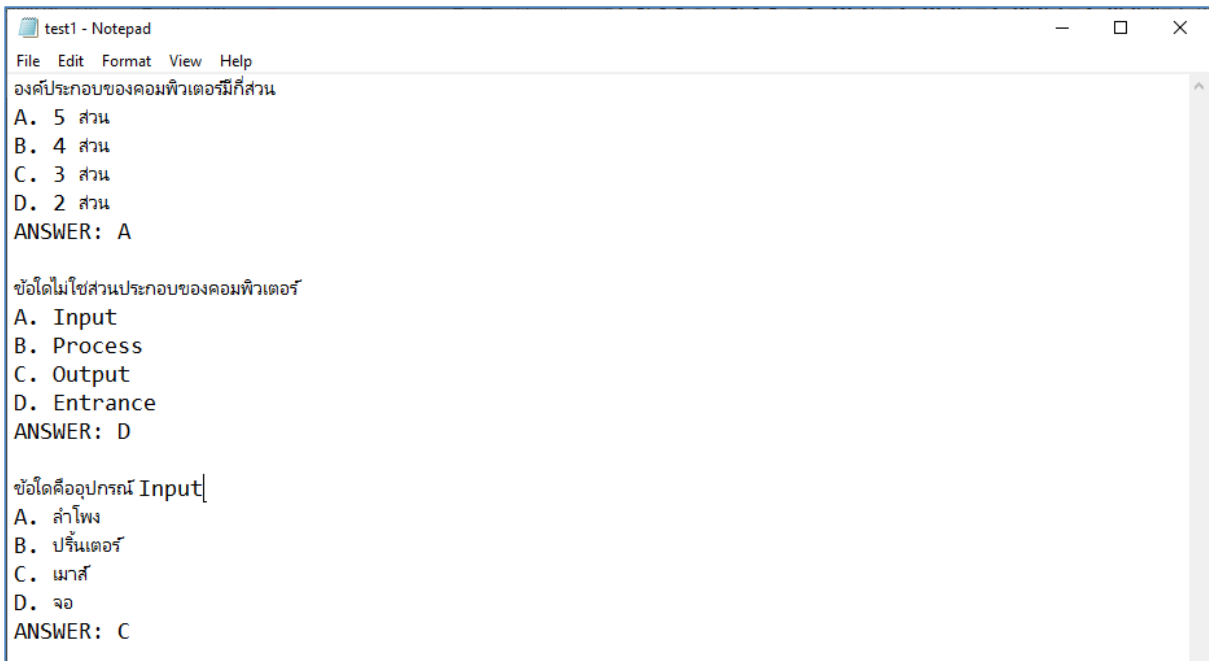 test1 - Notepad
File Edit Format View Help
องค์ประกอบของคอมพิวเตอร์มีกี่ส่วน
A. 5 ส่วน
B. 4 ส่วน
C. 3 ส่วน
D. 2 ส่วน
ANSWER: A
ข้อใดไม่ใช่ส่วนประกอบของคอมพิวเตอร์
A. Input
B. Process
C. Output
D. Entrance
ANSWER: D
ข้อใดคืออุปกรณ์ Input
A. ลำโพง
B. ปริ้นเตอร์
C. เมาส์
D. จอ
ANSWER: C